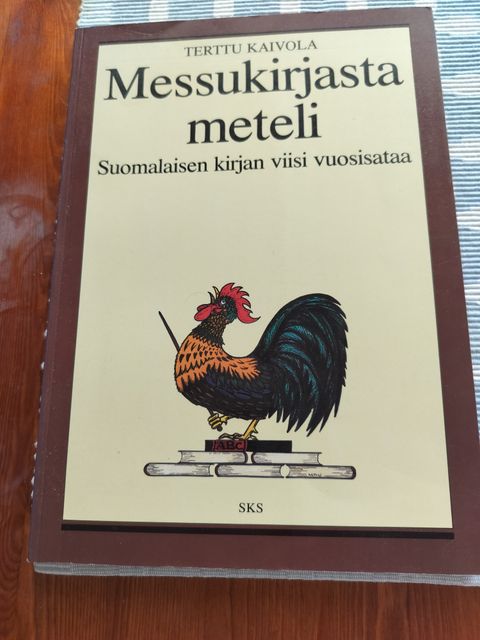 TERTTU KAIVOLA
Messukirjasta
meteli
Suomalaisen kirjan viisi vuosisataa
ABC
SKS